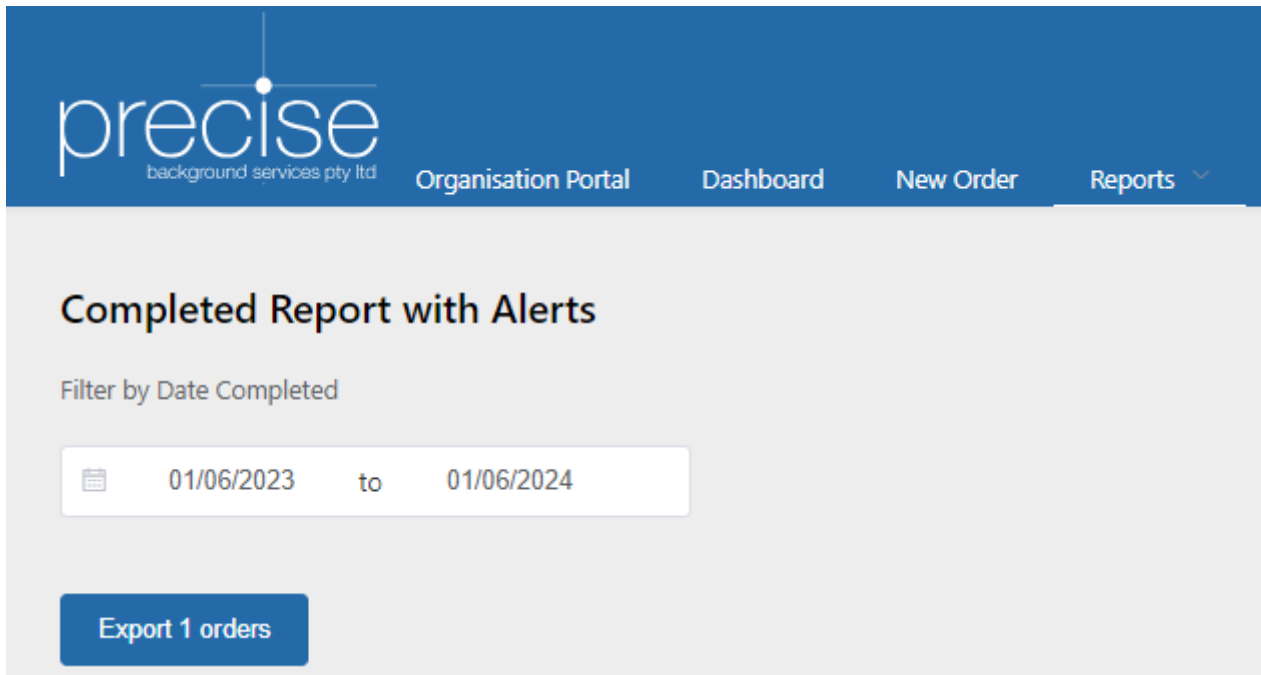 precise
background services pty ltd
Organisation Portal Dashboard New Order Reports
Completed Report with Alerts
Filter by Date Completed
01/06/2023 to 01/06/2024
Export 1 orders